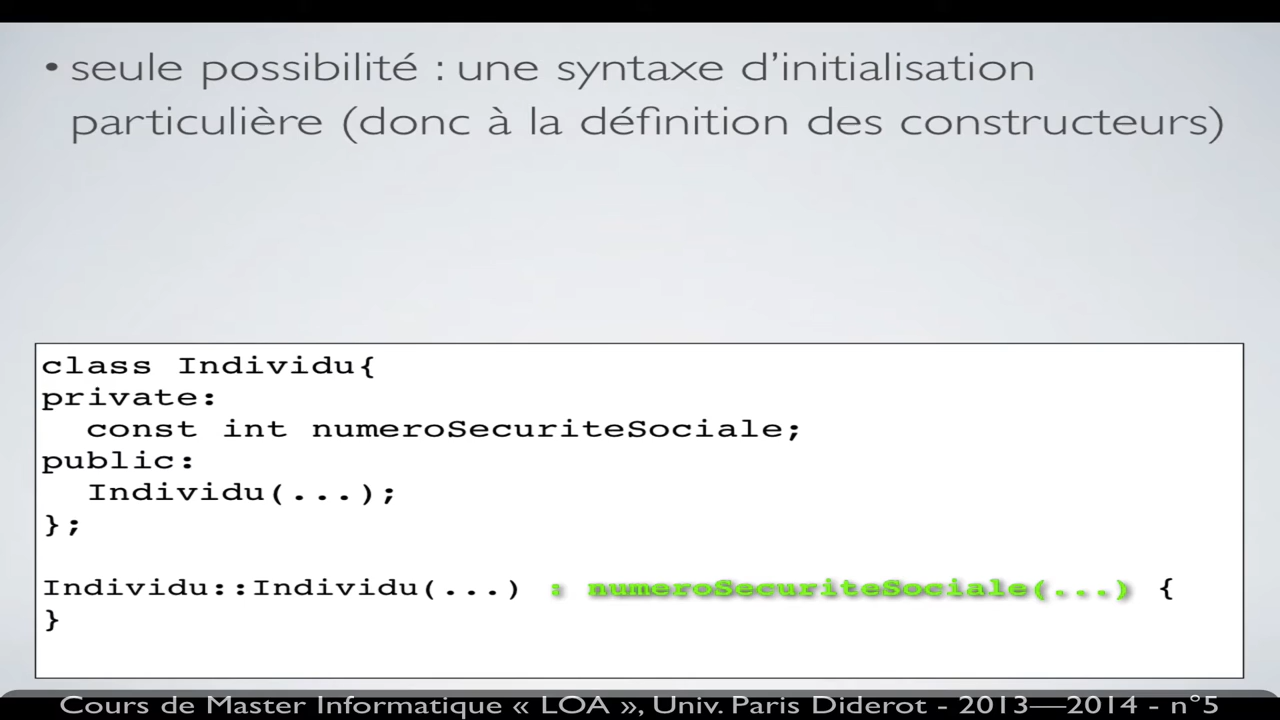 • seule possibilité : une syntaxe d’initialisation
particulière (donc à la définition des constructeurs)
class Individu{
private:
  const int numeroSecuriteSociale;
public:
  Individu(...);
};
Individu::Individu(...) : numeroSecuriteSociale(...) {
}
Cours de Master Informatique « LOA », Univ. Paris Diderot - 2013—2014 - n°5